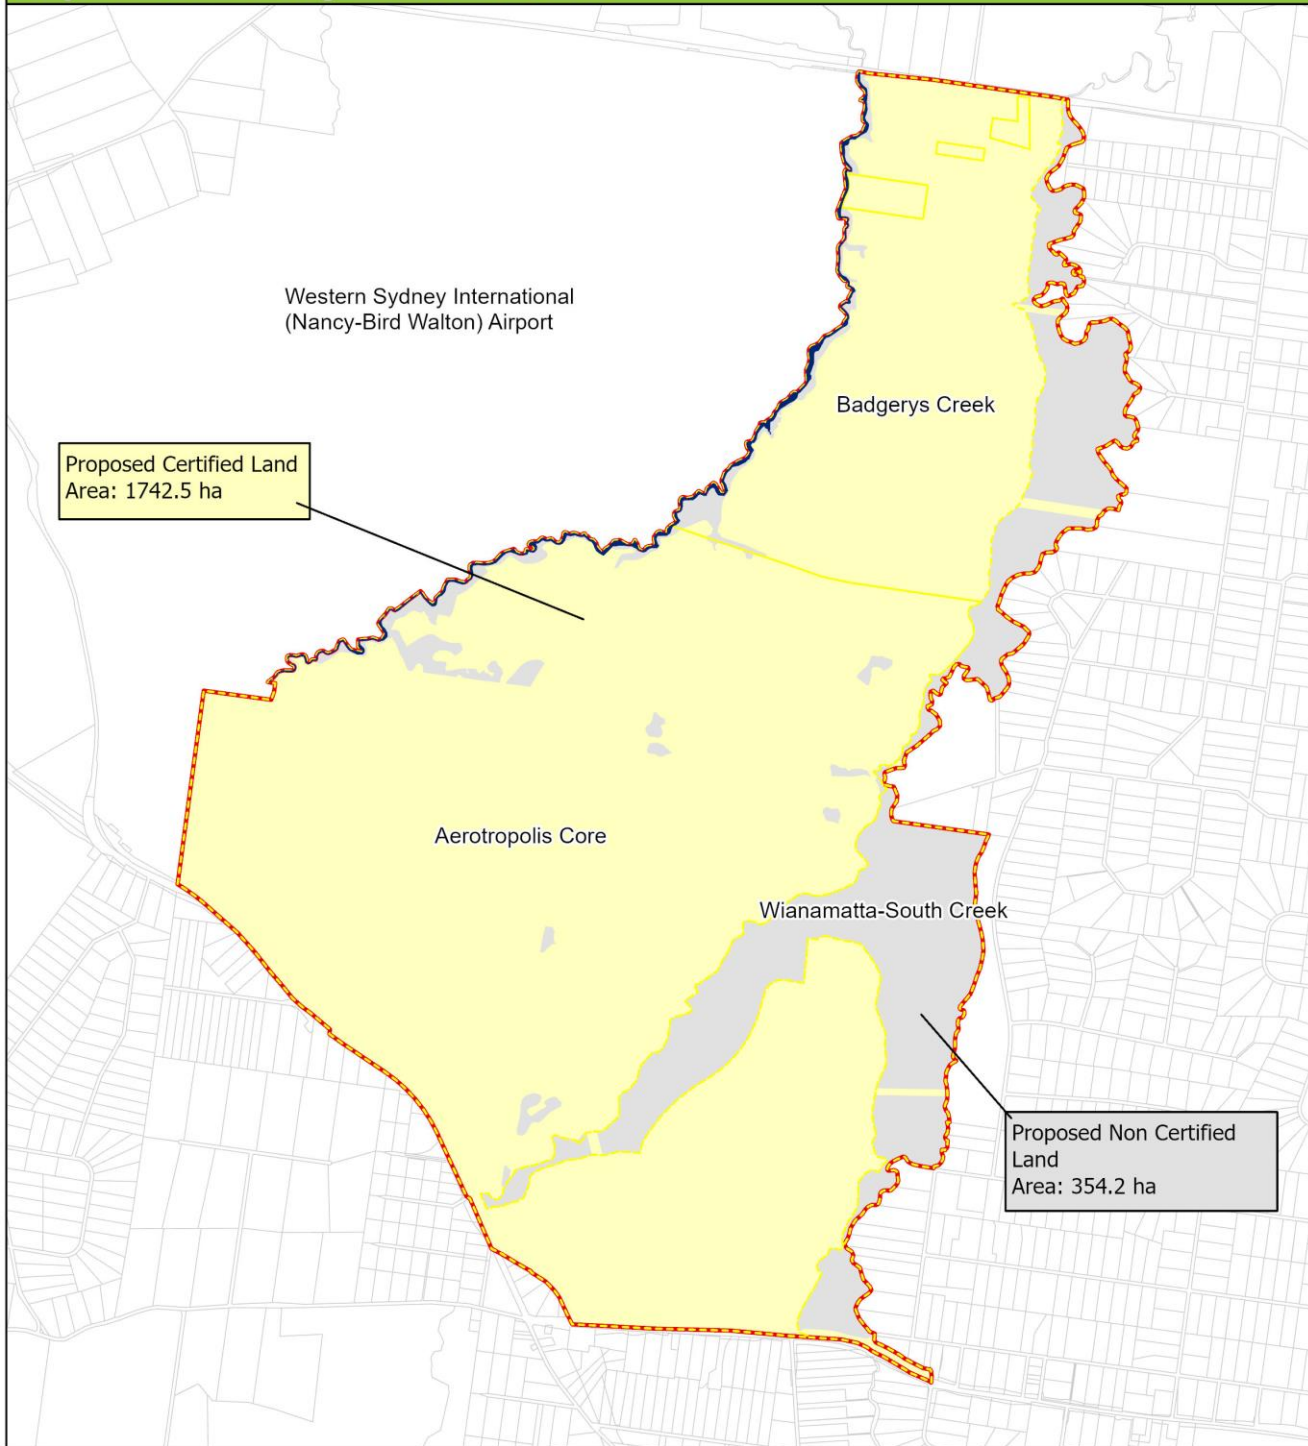 Western Sydney International
(Nancy-Bird Walton) Airport
Badgerys Creek
Proposed Certified Land
Area: 1742.5 ha
Aerotropolis Core
Wianamatta-South Creek
Proposed Non Certified
Land
Area: 354.2 ha